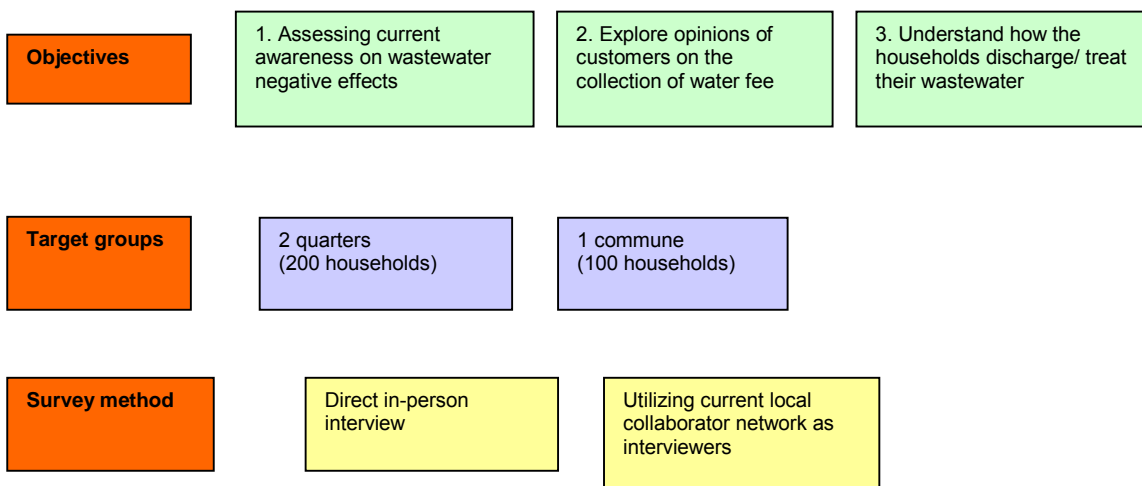 Objectives
1. Assessing current
awareness on wastewater
negative effects
2. Explore opinions of
customers on the
collection of water fee
3. Understand how the
households discharge/ treat
their wastewater
Target groups
2 quarters
(200 households)
1 commune
(100 households)
Survey method
Direct in-person
interview
Utilizing current local
collaborator network as
interviewers